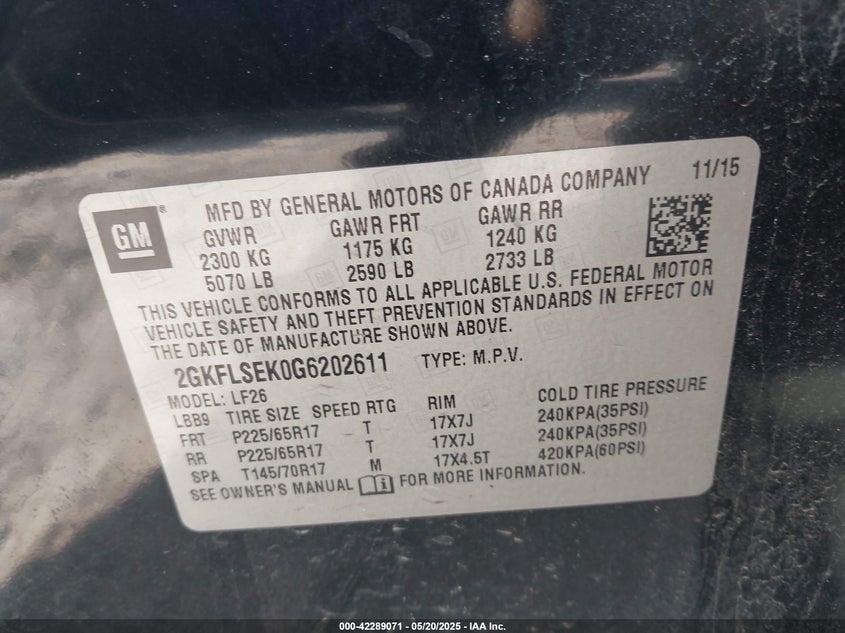 GM ®
MFD BY GENERAL MOTORS OF CANADA COMPANY 11/15
GVWR GAWR FRT GAWR RR
2300 KG 1175 KG 1240 KG
5070 LB 2590 LB 2733 LB
THIS VEHICLE CONFORMS TO ALL APPLICABLE U.S. FEDERAL MOTOR
VEHICLE SAFETY AND THEFT PREVENTION STANDARDS IN EFFECT ON
THE DATE OF MANUFACTURE SHOWN ABOVE.
2GKFLSEK0G6202611 TYPE: M.P.V.
MODEL: LF26
LBB9 TIRE SIZE SPEED RTG RIM COLD TIRE PRESSURE
FRT P225/65R17 T 17X7J 240KPA(35PSI)
RR P225/65R17 T 17X7J 240KPA(35PSI)
SPA T145/70R17 M 17X4.5T 420KPA(60PSI)
SEE OWNER'S MANUAL i FOR MORE INFORMATION.
000-42289071 — 05/20/2025 — IAA Inc.